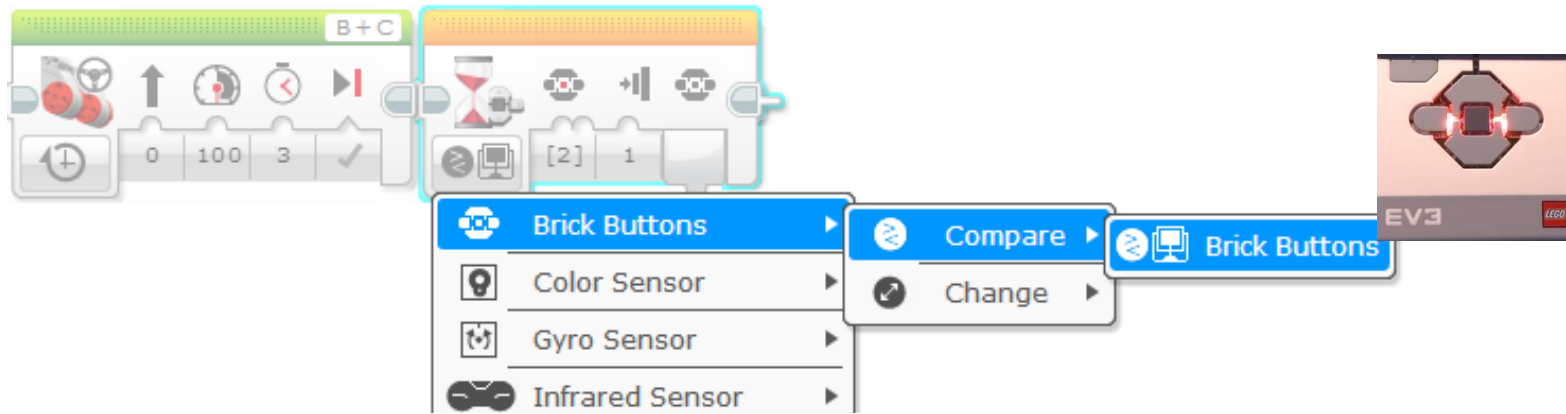 B+C
0 100 3
[2] 1
Brick Buttons
Compare
Brick Buttons
Color Sensor
Change
Gyro Sensor
Infrared Sensor
EV3
LEGO